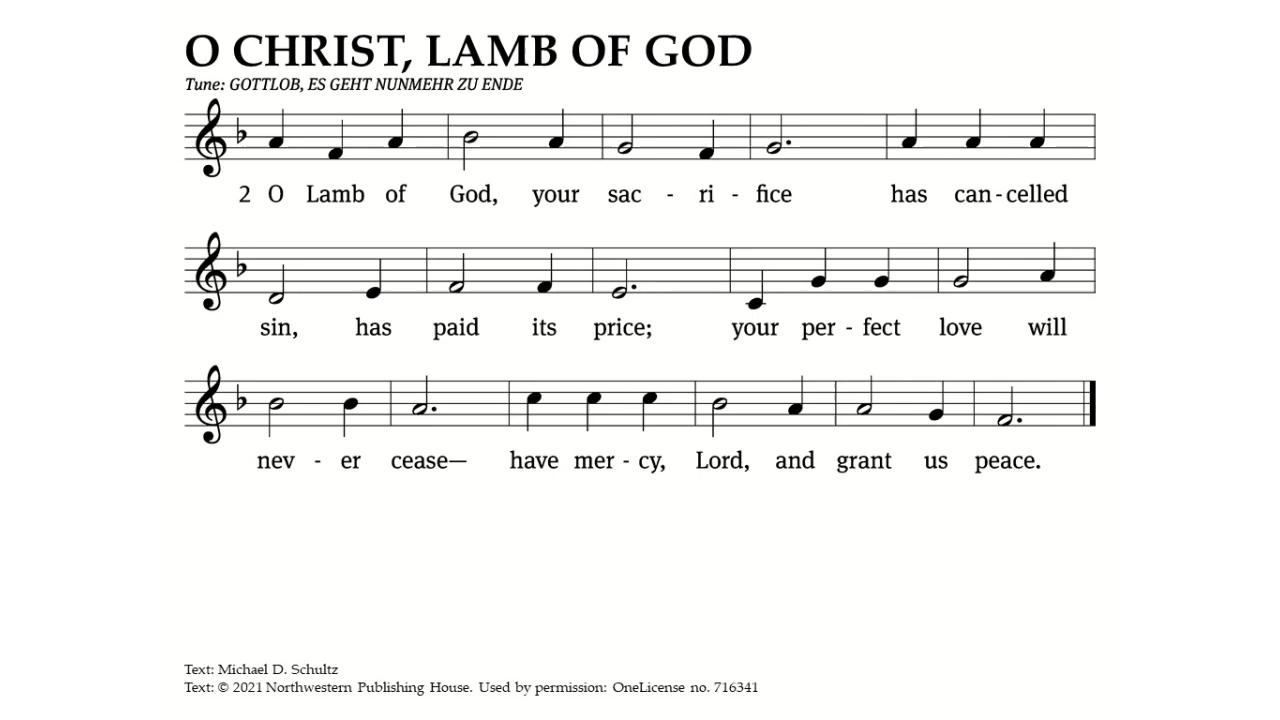 O CHRIST, LAMB OF GOD
Tune: GOTTLOB, ES GEHT NUNMEHR ZU ENDE
2 O Lamb of God, your sac - ri - fice has can - celled
sin, has paid its price; your per - fect love will
nev - er cease— have mer - cy, Lord, and grant us peace.
Text: Michael D. Schultz
Text: © 2021 Northwestern Publishing House. Used by permission: OneLicense no. 716341